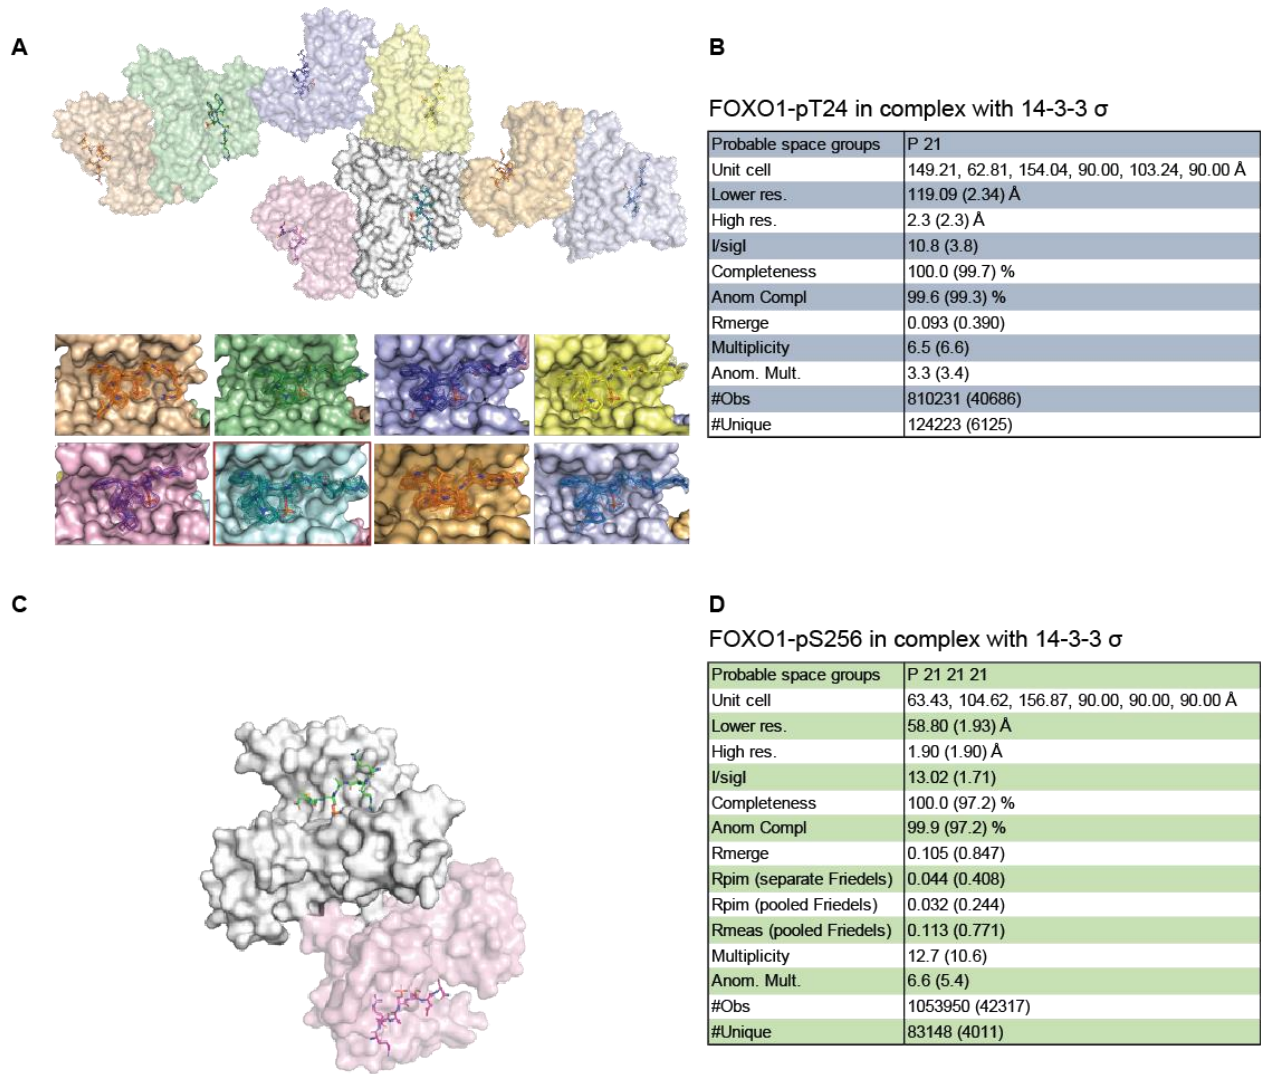 A
B
FOXO1-pT24 in complex with 14-3-3 σ
Probable space groups P 21
Unit cell 149.21, 62.81, 154.04, 90.00, 103.24, 90.00 Å
Lower res. 119.09 (2.34) Å
High res. 2.3 (2.3) Å
I/sigI 10.8 (3.8)
Completeness 100.0 (99.7) %
Anom Compl 99.6 (99.3) %
Rmerge 0.093 (0.390)
Multiplicity 6.5 (6.6)
Anom. Mult. 3.3 (3.4)
#Obs 810231 (40686)
#Unique 124223 (6125)
C
D
FOXO1-pS256 in complex with 14-3-3 σ
Probable space groups P 21 21 21
Unit cell 63.43, 104.62, 156.87, 90.00, 90.00, 90.00 Å
Lower res. 58.80 (1.93) Å
High res. 1.90 (1.90) Å
I/sigI 13.02 (1.71)
Completeness 100.0 (97.2) %
Anom Compl 99.9 (97.2) %
Rmerge 0.105 (0.847)
Rpim (separate Friedels) 0.044 (0.408)
Rpim (pooled Friedels) 0.032 (0.244)
Rmeas (pooled Friedels) 0.113 (0.771)
Multiplicity 12.7 (10.6)
Anom. Mult. 6.6 (5.4)
#Obs 1053950 (42317)
#Unique 83148 (4011)